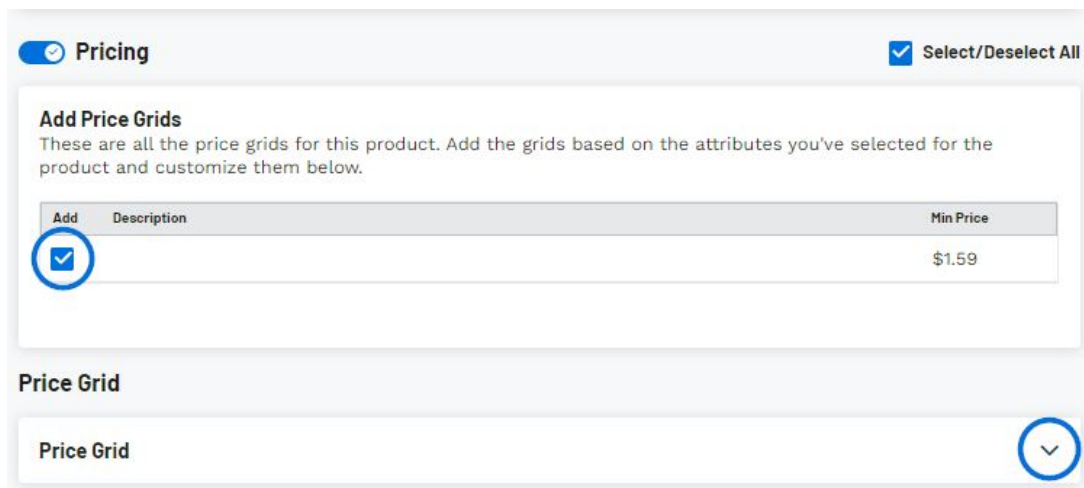 Pricing
Select/Deselect All
Add Price Grids
These are all the price grids for this product. Add the grids based on the attributes you've selected for the
product and customize them below.
Add Description Min Price
$1.59
Price Grid
Price Grid